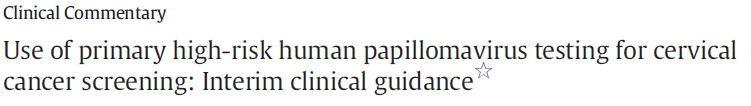 Clinical Commentary
Use of primary high-risk human papillomavirus testing for cervical
cancer screening: Interim clinical guidance☆